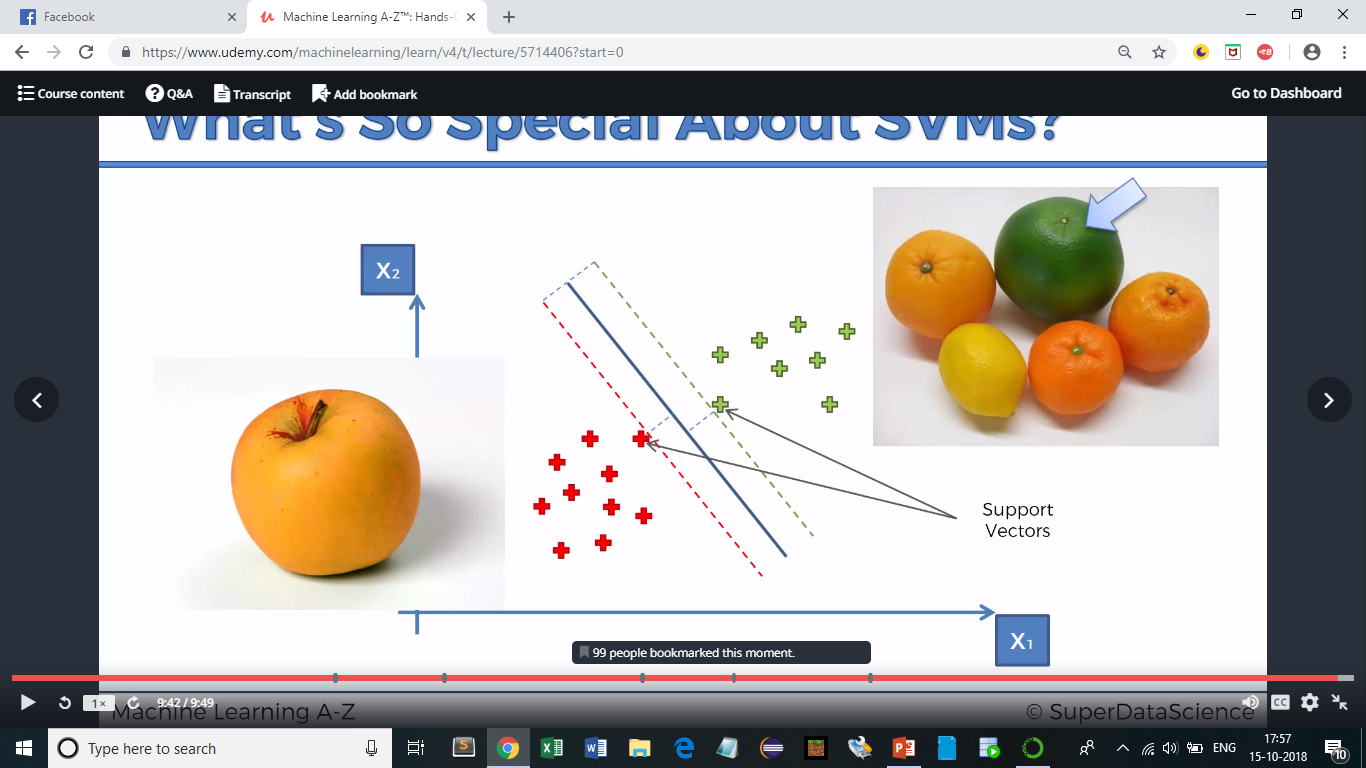 Facebook
Machine Learning A-Z™: Hands-O
https://www.udemy.com/machinelearning/learn/v4/t/lecture/5714406?start=0
Course content
Q&A
Transcript
Add bookmark
Go to Dashboard
What's So Special About SVMs?
X2
Support
Vectors
X1
99 people bookmarked this moment.
1×
9:42 / 9:49
CC
Machine Learning A-Z
© SuperDataScience
Type here to search
ENG
17:57
15-10-2018
10